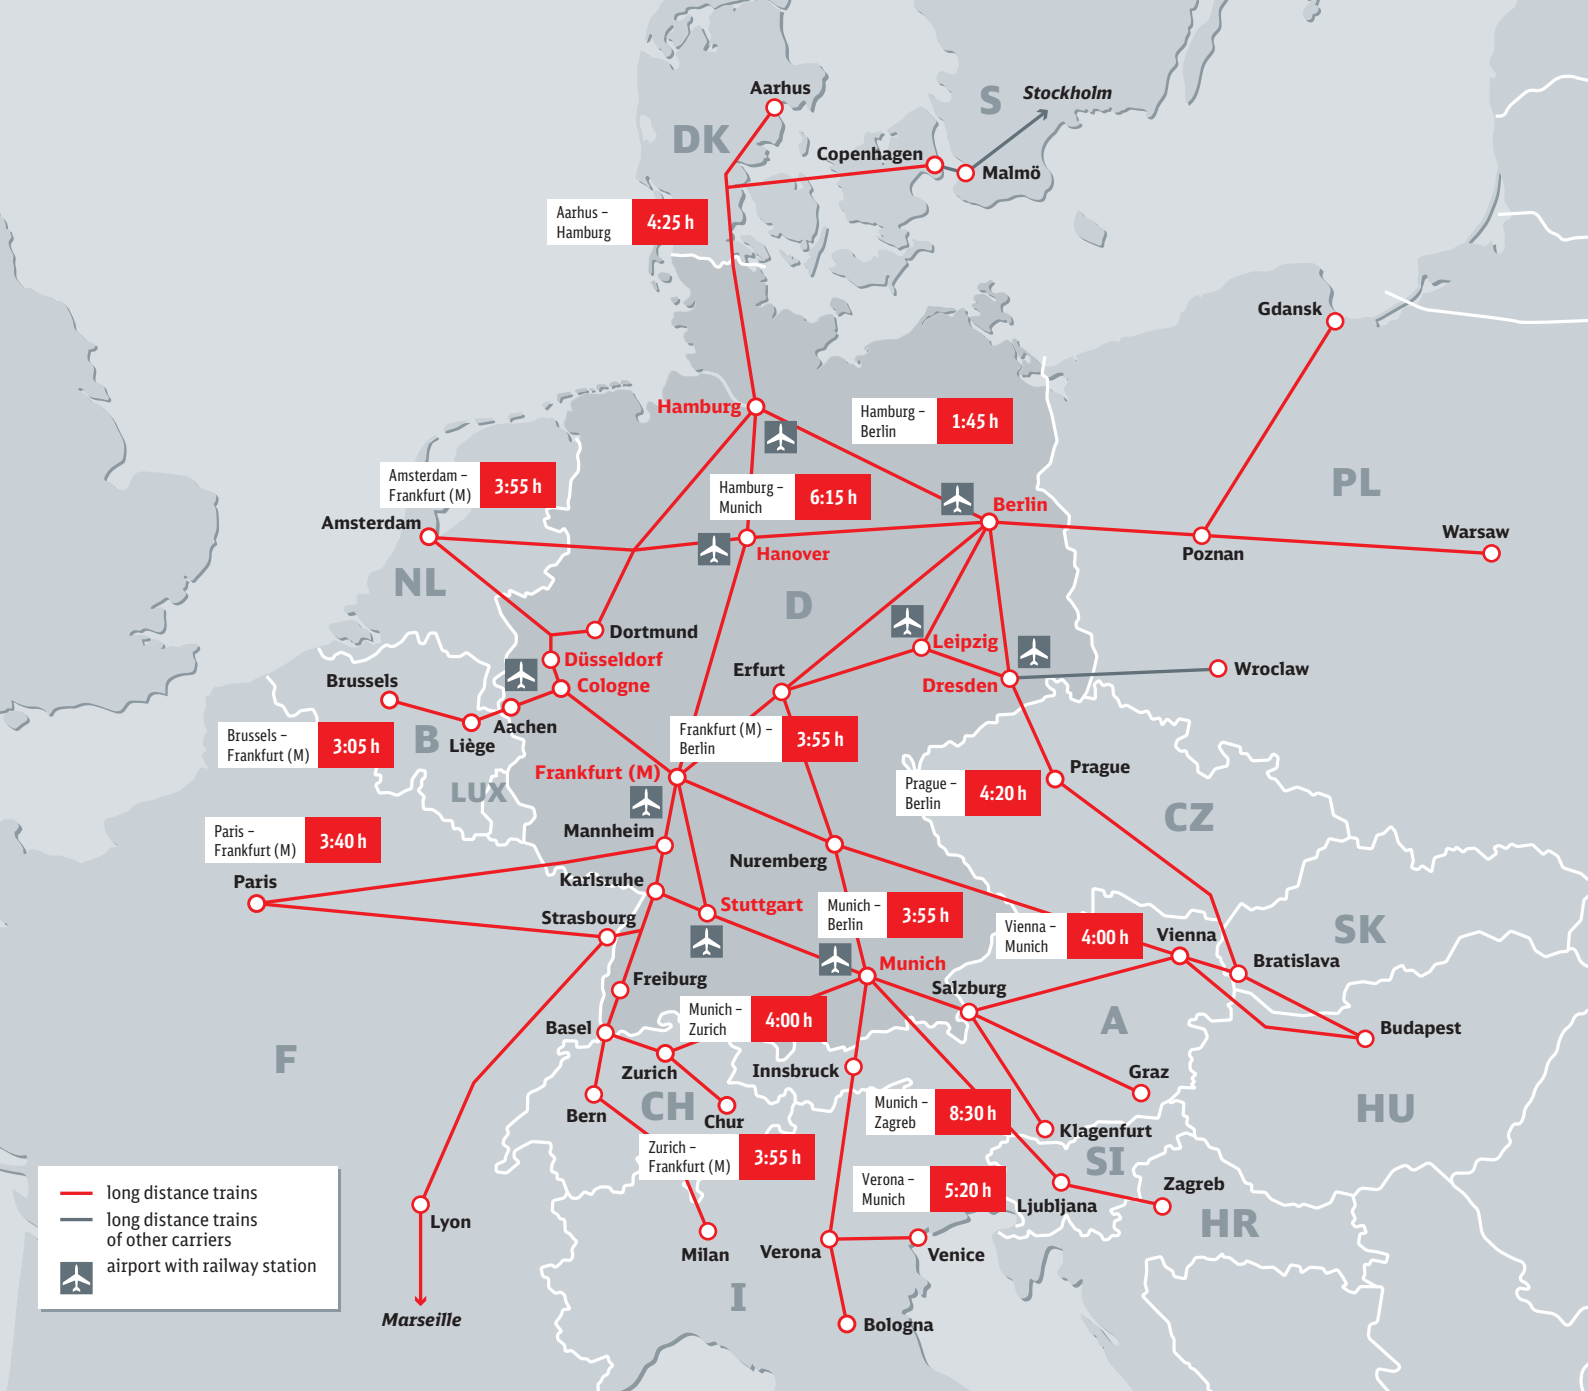 Aarhus
S
Stockholm
DK
Copenhagen
Malmö
Aarhus –
Hamburg
4:25 h
Gdansk
Hamburg
Hamburg –
Berlin
1:45 h
Amsterdam –
Frankfurt (M)
3:55 h
Hamburg –
Munich
6:15 h
PL
Berlin
Amsterdam
Hanover
Poznan
Warsaw
NL
D
Dortmund
Leipzig
Düsseldorf
Erfurt
Wroclaw
Brussels
Cologne
Dresden
Aachen
B
Liège
Brussels –
Frankfurt (M)
3:05 h
Frankfurt (M) –
Berlin
3:55 h
Frankfurt (M)
Prague
LUX
Prague –
Berlin
4:20 h
CZ
Paris –
Frankfurt (M)
3:40 h
Mannheim
Nuremberg
Paris
Karlsruhe
Strasbourg
Stuttgart
Munich –
Berlin
3:55 h
Vienna –
Munich
4:00 h
Vienna
SK
Munich
Bratislava
Freiburg
Salzburg
Munich –
Zurich
4:00 h
A
Basel
Budapest
F
Zurich
Innsbruck
Graz
CH
Bern
Chur
Munich –
Zagreb
8:30 h
Klagenfurt
HU
Zurich –
Frankfurt (M)
3:55 h
SI
Verona –
Munich
5:20 h
Zagreb
Ljubljana
HR
Lyon
Milan
Verona
Venice
I
Bologna
Marseille
long distance trains
long distance trains
of other carriers
airport with railway station